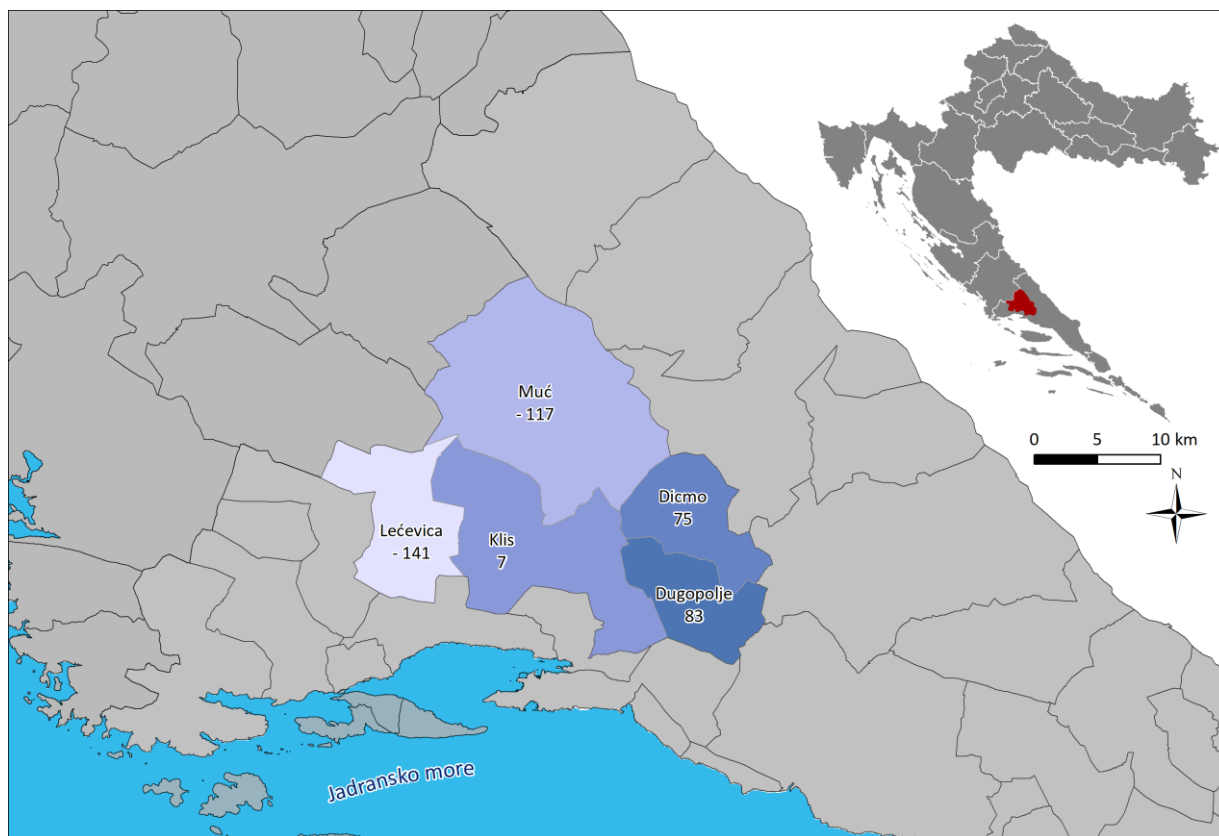 Muć
- 117
Dicmo
75
Lećevica
- 141
Klis
7
Dugopolje
83
Jadransko more
0 5 10 km
N